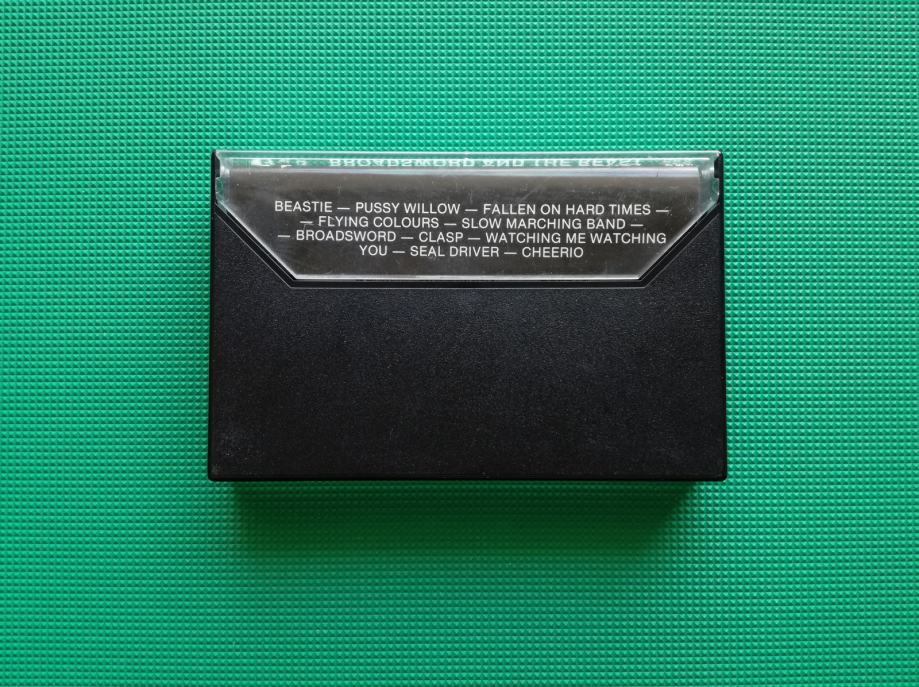 BROADSWORD AND THE BEAST
BEASTIE — PUSSY WILLOW — FALLEN ON HARD TIMES —
— FLYING COLOURS — SLOW MARCHING BAND —
— BROADSWORD — CLASP — WATCHING ME WATCHING
YOU — SEAL DRIVER — CHEERIO